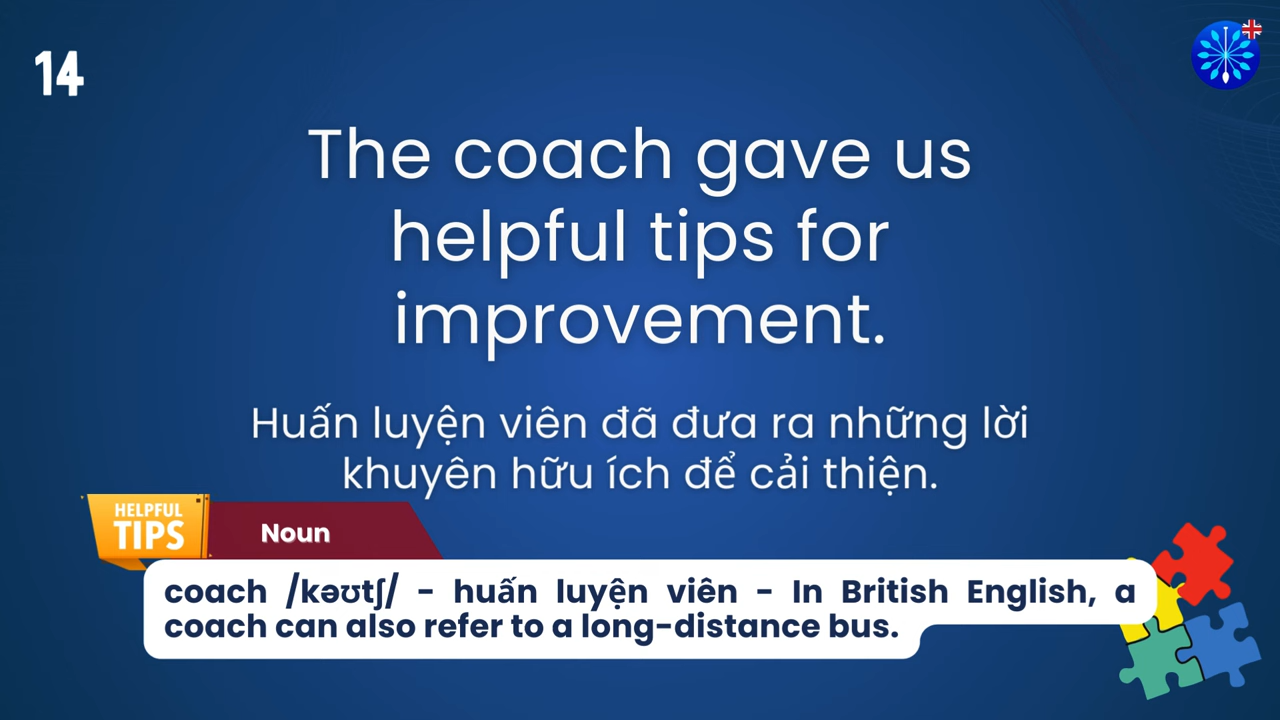 14
The coach gave us
helpful tips for
improvement.
Huấn luyện viên đã đưa ra những lời
khuyên hữu ích để cải thiện.
HELPFUL
TIPS
Noun
coach /kəʊtʃ/ - huấn luyện viên - In British English, a
coach can also refer to a long-distance bus.